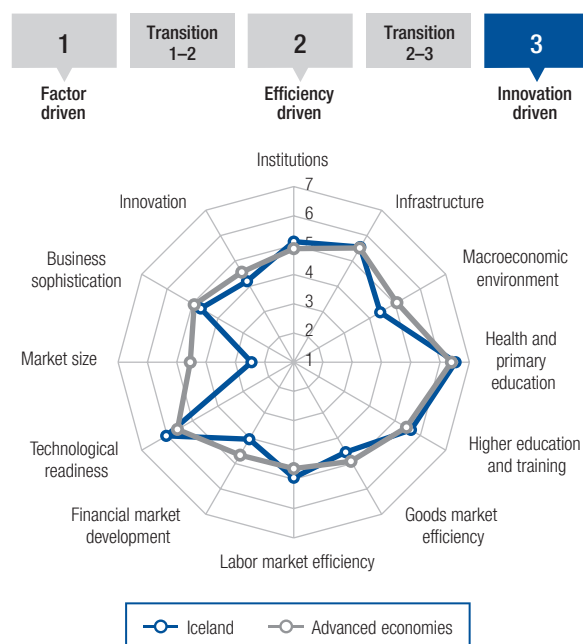 1
Transition
1–2
2
Transition
2–3
3
Factor
driven
Efficiency
driven
Innovation
driven
Institutions
7
6
5
4
3
2
1
Infrastructure
Macroeconomic
environment
Health and
primary
education
Higher education
and training
Goods market
efficiency
Labor market efficiency
Financial market
development
Technological
readiness
Market size
Business
sophistication
Innovation
Iceland
Advanced economies